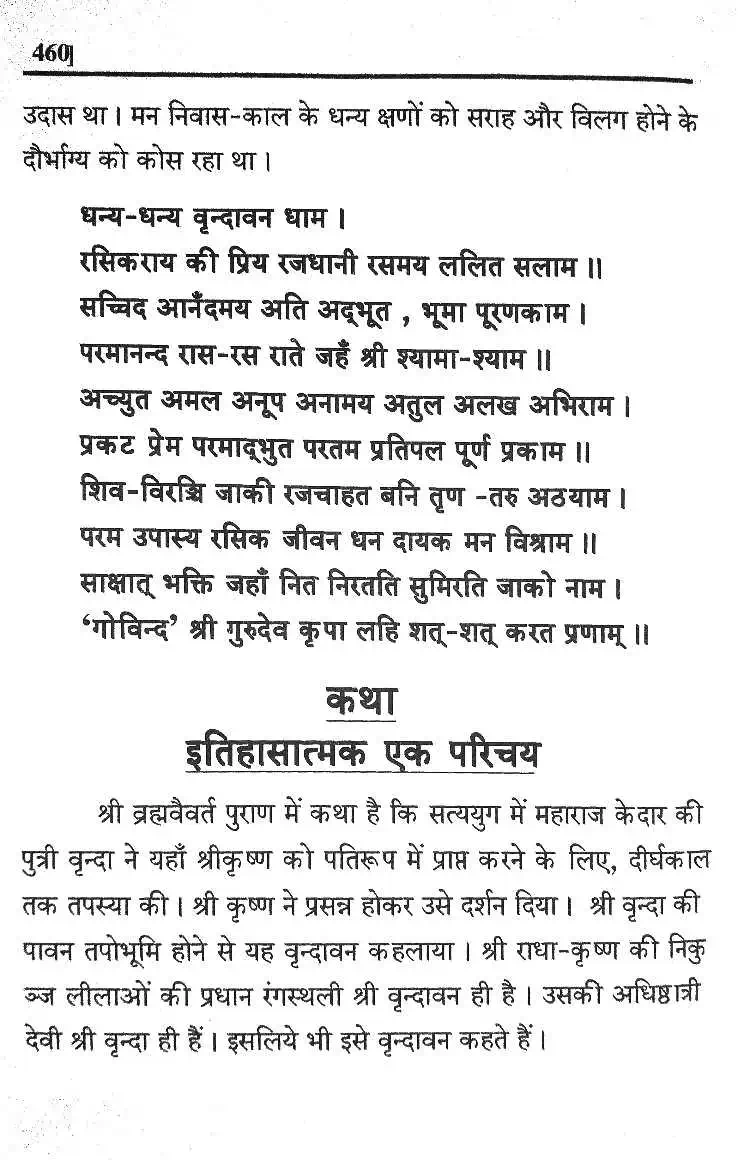 460]
उदास था। मन निवास-काल के धन्य क्षणों को सराह और विलग होने के
दौर्भाग्य को कोस रहा था।
धन्य-धन्य वृन्दावन धाम।
रसिकराय की प्रिय रजधानी रसमय ललित सलाम॥
सच्चिद आनँदमय अति अद्भूत , भूमा पूरणकाम।
परमानन्द रास-रस राते जहँ श्री श्यामा-श्याम॥
अच्युत अमल अनूप अनामय अतुल अलख अभिराम।
प्रकट प्रेम परमाद्भुत परतम प्रतिपल पूर्ण प्रकाम॥
शिव-विरञ्चि जाकी रजचाहत बनि तृण -तरु अठयाम।
परम उपास्य रसिक जीवन धन दायक मन विश्राम॥
साक्षात् भक्ति जहाँ नित निरतति सुमिरति जाको नाम।
‘गोविन्द’ श्री गुरुदेव कृपा लहि शत्-शत् करत प्रणाम्॥
कथा
इतिहासात्मक एक परिचय
श्री व्रह्मवैवर्त पुराण में कथा है कि सत्ययुग में महाराज केदार की
पुत्री वृन्दा ने यहाँ श्रीकृष्ण को पतिरूप में प्राप्त करने के लिए, दीर्घकाल
तक तपस्या की। श्री कृष्ण ने प्रसन्न होकर उसे दर्शन दिया। श्री वृन्दा की
पावन तपोभूमि होने से यह वृन्दावन कहलाया। श्री राधा-कृष्ण की निकु
ञ्ज लीलाओं की प्रधान रंगस्थली श्री वृन्दावन ही है। उसकी अधिष्ठात्री
देवी श्री वृन्दा ही हैं। इसलिये भी इसे वृन्दावन कहते हैं।